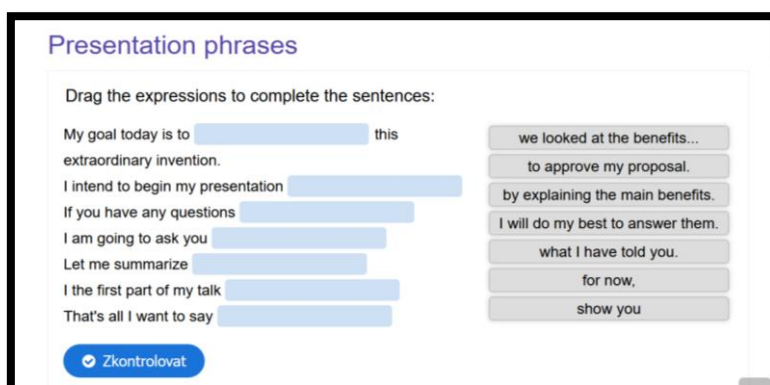 Presentation phrases
Drag the expressions to complete the sentences:
My goal today is to this
extraordinary invention.
I intend to begin my presentation
If you have any questions
I am going to ask you
Let me summarize
I the first part of my talk
That's all I want to say
we looked at the benefits...
to approve my proposal.
by explaining the main benefits.
I will do my best to answer them.
what I have told you.
for now,
show you
Zkontrolovat